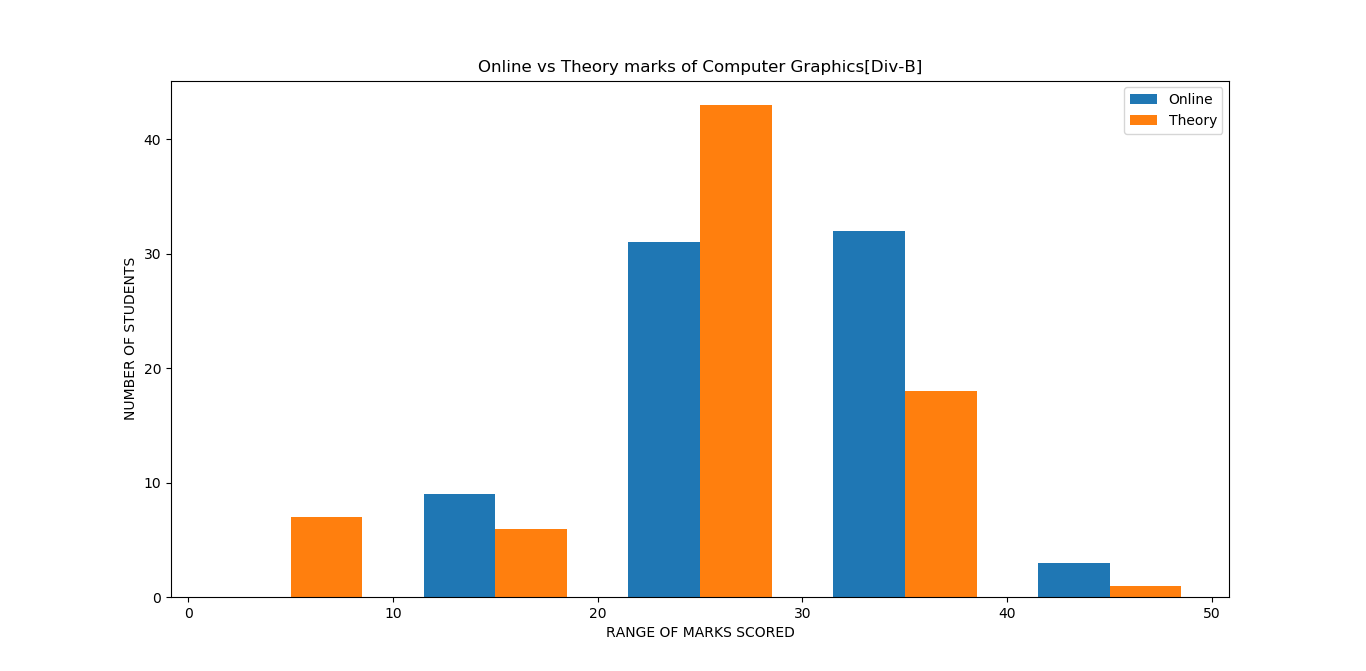 Online vs Theory marks of Computer Graphics[Div-B]
Online
Theory
40
30
20
10
0
NUMBER OF STUDENTS
0 10 20 30 40 50
RANGE OF MARKS SCORED